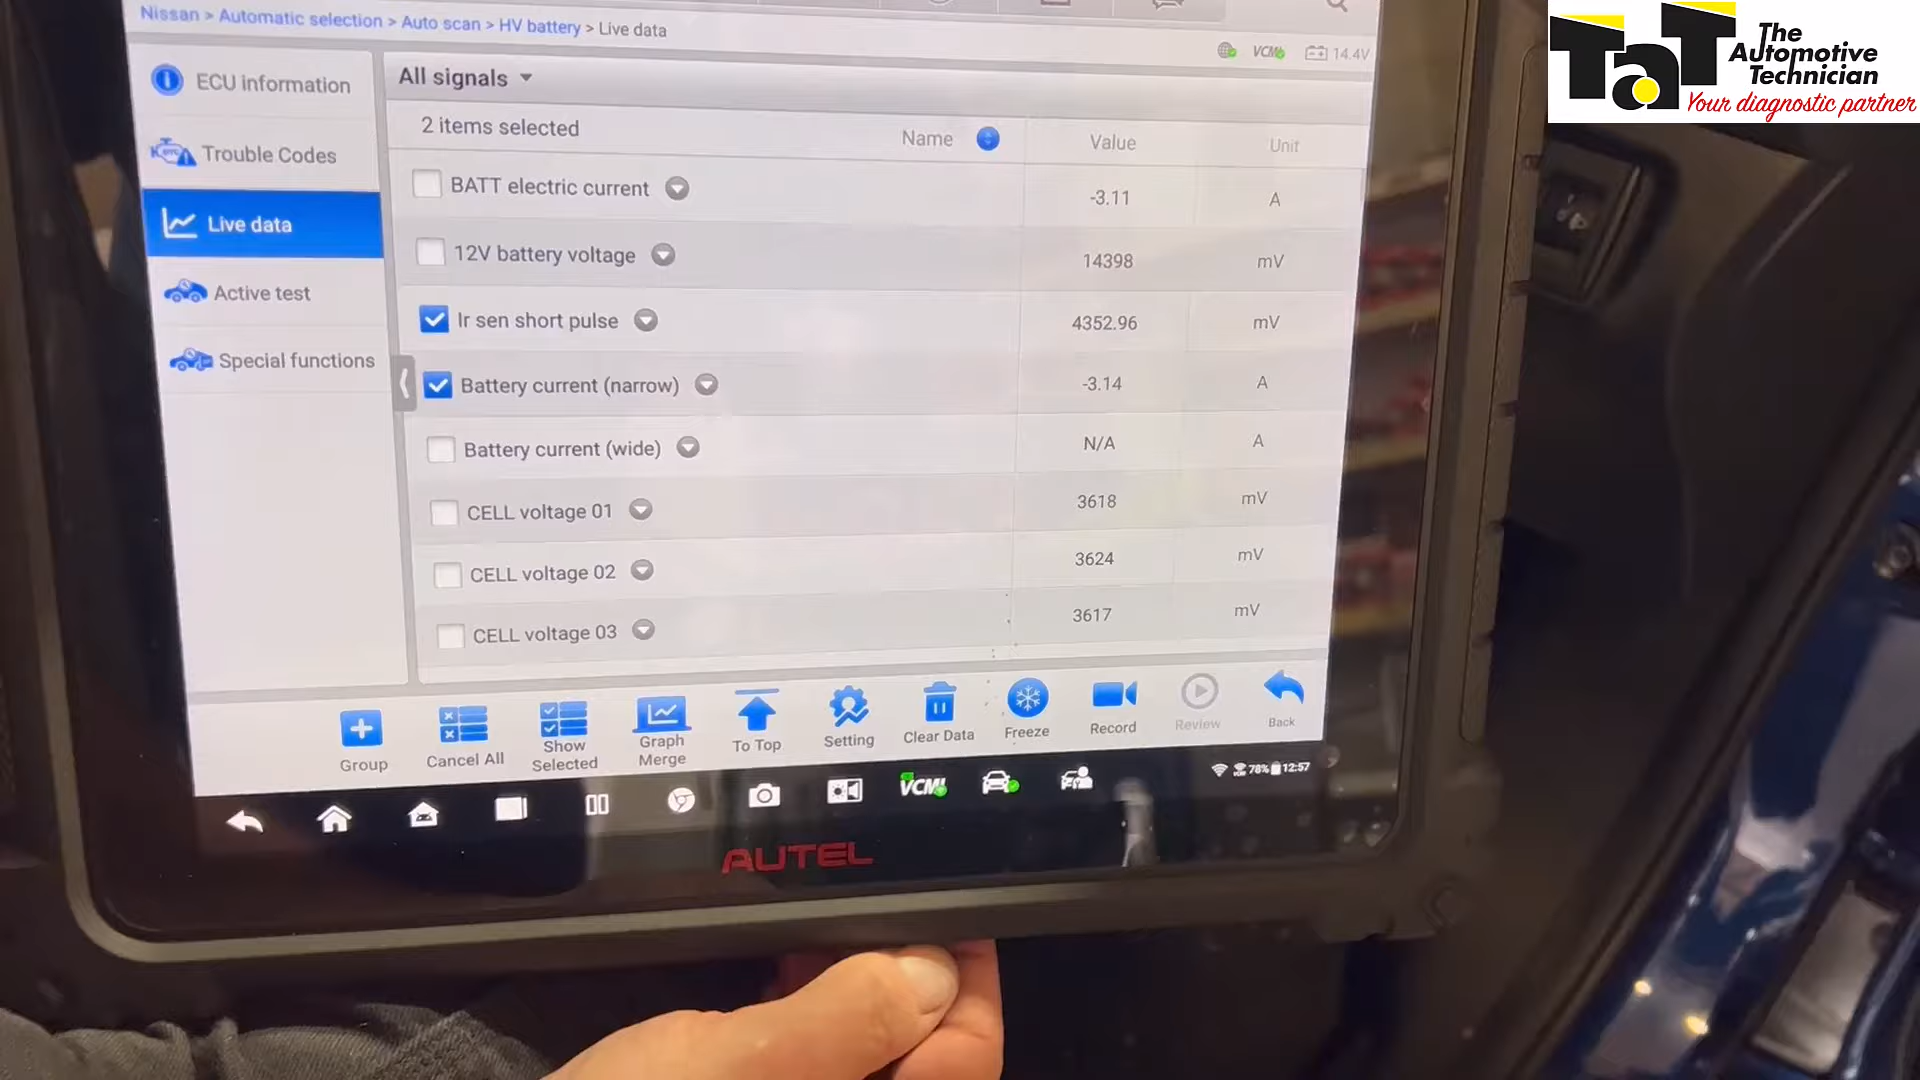 Nissan > Automatic selection > Auto scan > HV battery > Live data
VCMI 14.4V
ECU information
Trouble Codes
Live data
Active test
Special functions
All signals
2 items selected Name Value Unit
BATT electric current -3.11 A
12V battery voltage 14398 mV
Ir sen short pulse 4352.96 mV
Battery current (narrow) -3.14 A
Battery current (wide) N/A A
CELL voltage 01 3618 mV
CELL voltage 02 3624 mV
CELL voltage 03 3617 mV
Group
Cancel All
Show
Selected
Graph
Merge
To Top
Setting
Clear Data
Freeze
Record
Review
Back
VCMI
78% 12:57
AUTEL
TaT The
Automotive
Technician
Your diagnostic partner